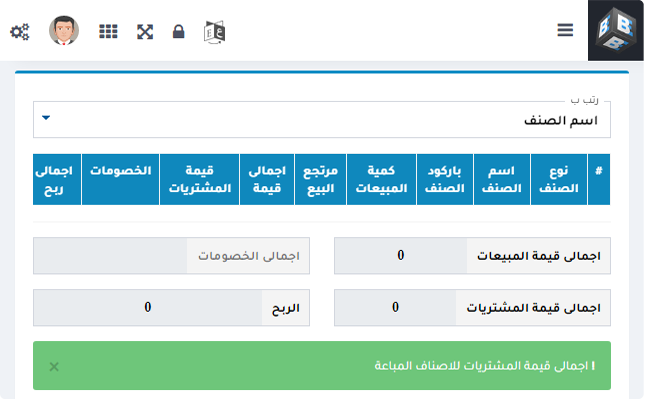 رتب ب
اسم الصنف
# نوع الصنف اسم الصنف باركود الصنف كمية المبيعات مرتجع البيع اجمالى قيمة قيمة المشتريات الخصومات اجمالى ربح
اجمالى قيمة المبيعات 0 اجمالى الخصومات
اجمالى قيمة المشتريات 0 الربح 0
! اجمالى قيمة المشتريات للاصناف المباعة ×